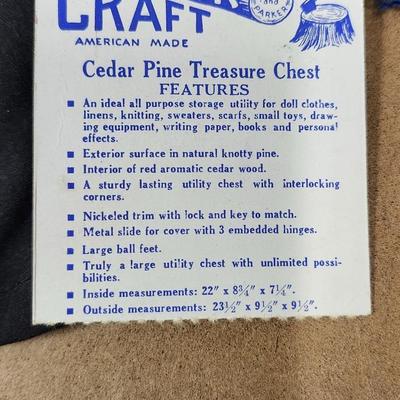 CRAFT
and
PARKER
AMERICAN MADE
Cedar Pine Treasure Chest
FEATURES
■ An ideal all purpose storage utility for doll clothes,
linens, knitting, sweaters, scarfs, small toys, draw-
ing equipment, writing paper, books and personal
effects.
■ Exterior surface in natural knotty pine.
■ Interior of red aromatic cedar wood.
■ A sturdy lasting utility chest with interlocking
corners.
■ Nickeled trim with lock and key to match.
■ Metal slide for cover with 3 embedded hinges.
■ Large ball feet.
■ Truly a large utility chest with unlimited possi-
bilities.
■ Inside measurements: 22" x 8¾" x 7¼".
■ Outside measurements: 23½" x 9½" x 9½".